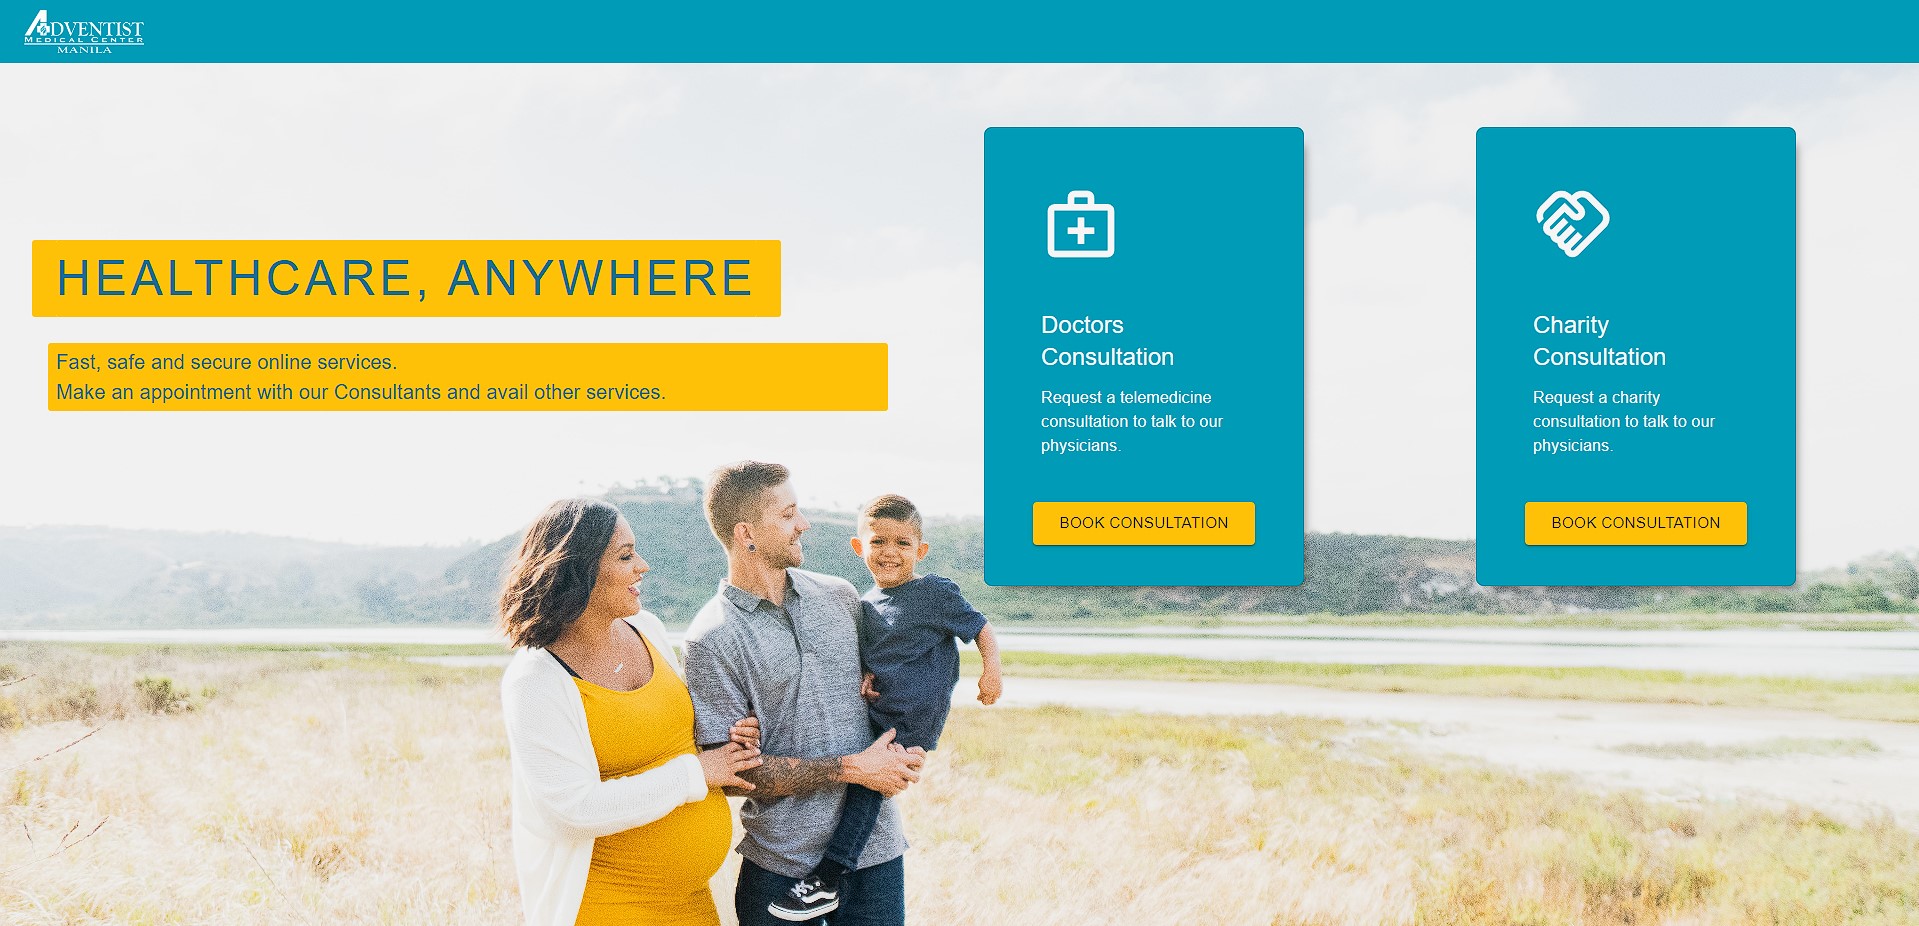 ADVENTIST
MEDICAL CENTER
MANILA
HEALTHCARE, ANYWHERE
Fast, safe and secure online services.
Make an appointment with our Consultants and avail other services.
Doctors
Consultation
Request a telemedicine
consultation to talk to our
physicians.
BOOK CONSULTATION
Charity
Consultation
Request a charity
consultation to talk to our
physicians.
BOOK CONSULTATION